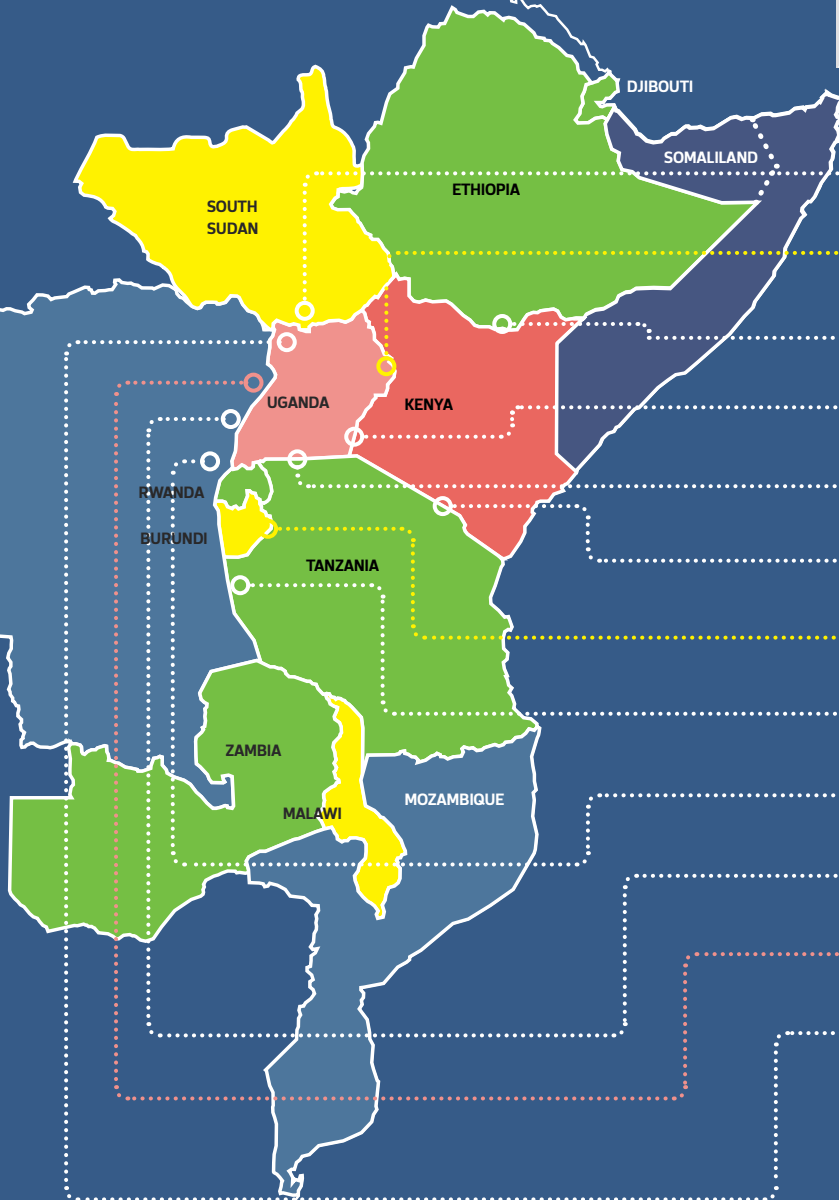 DJIBOUTI
SOMALILAND
ETHIOPIA
SOUTH
SUDAN
UGANDA
KENYA
RWANDA
BURUNDI
TANZANIA
ZAMBIA
MOZAMBIQUE
MALAWI